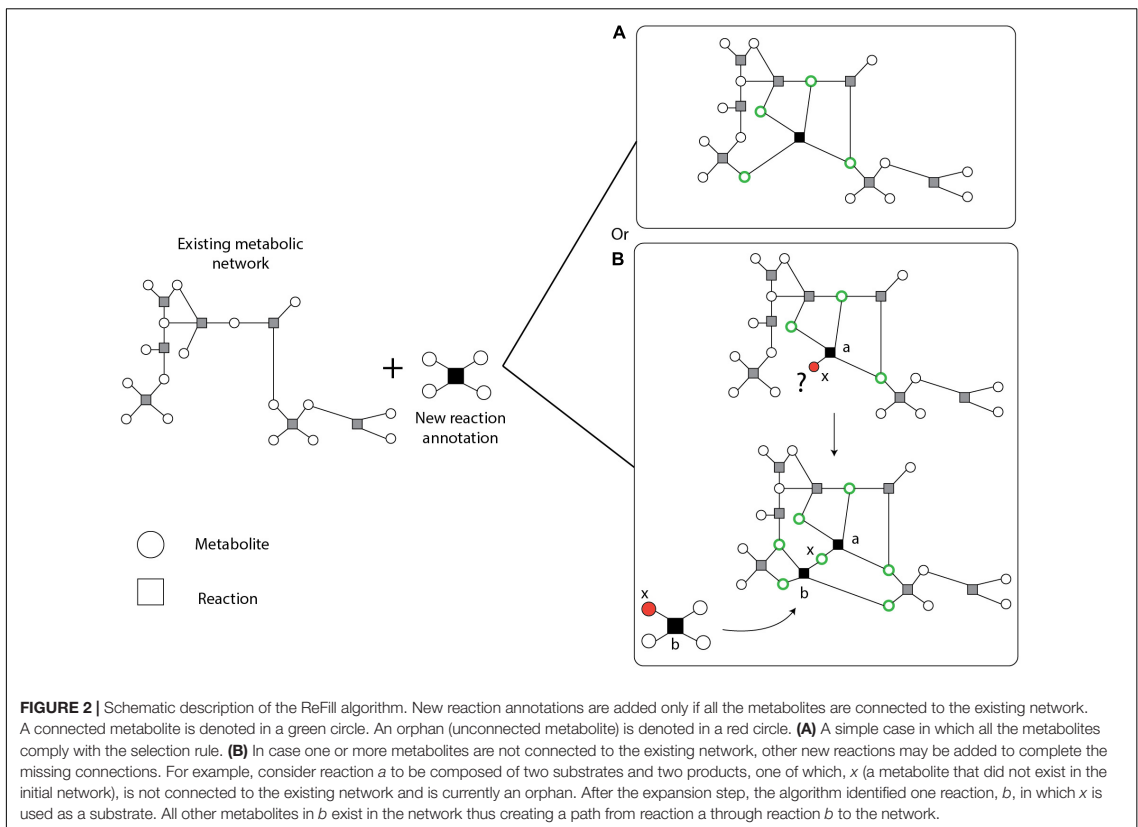 A
Or
B
Existing metabolic
network
+
New reaction
annotation
Metabolite
Reaction
a
x
?
a
x
b
x
b
FIGURE 2 | Schematic description of the ReFill algorithm. New reaction annotations are added only if all the metabolites are connected to the existing network.
A connected metabolite is denoted in a green circle. An orphan (unconnected metabolite) is denoted in a red circle. (A) A simple case in which all the metabolites
comply with the selection rule. (B) In case one or more metabolites are not connected to the existing network, other new reactions may be added to complete the
missing connections. For example, consider reaction a to be composed of two substrates and two products, one of which, x (a metabolite that did not exist in the
initial network), is not connected to the existing network and is currently an orphan. After the expansion step, the algorithm identified one reaction, b, in which x is
used as a substrate. All other metabolites in b exist in the network thus creating a path from reaction a through reaction b to the network.